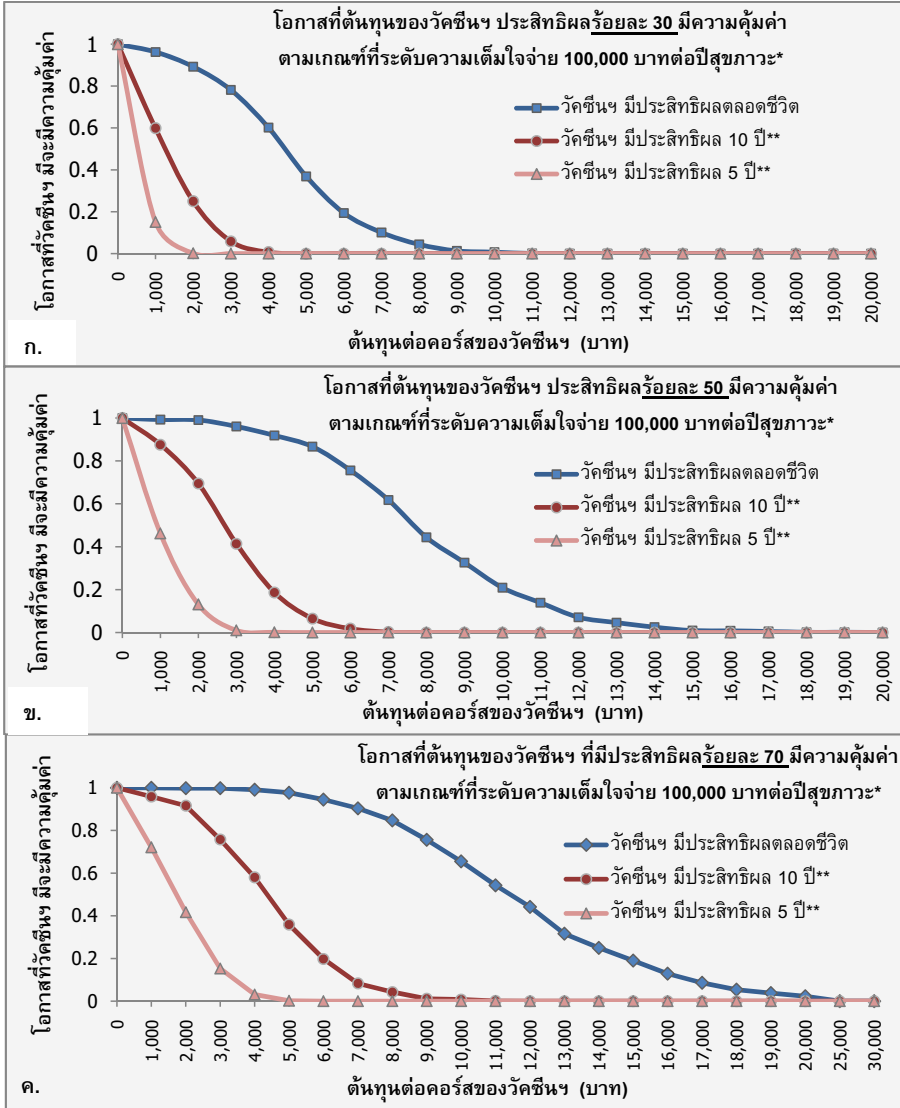 โอกาสที่ต้นทุนของวัคซีนฯ ประสิทธิผลร้อยละ 30 มีความคุ้มค่า
ตามเกณฑ์ที่ระดับความเต็มใจจ่าย 100,000 บาทต่อปีสุขภาวะ*
โอกาสที่วัคซีนฯ มีจะมีความคุ้มค่า
1
0.8
0.6
0.4
0.2
0
วัคซีนฯ มีประสิทธิผลตลอดชีวิต
วัคซีนฯ มีประสิทธิผล 10 ปี**
วัคซีนฯ มีประสิทธิผล 5 ปี**
0 1,000 2,000 3,000 4,000 5,000 6,000 7,000 8,000 9,000 10,000 11,000 12,000 13,000 14,000 15,000 16,000 17,000 18,000 19,000 20,000
ต้นทุนต่อคอร์สของวัคซีนฯ (บาท)
ก.
โอกาสที่ต้นทุนของวัคซีนฯ ประสิทธิผลร้อยละ 50 มีความคุ้มค่า
ตามเกณฑ์ที่ระดับความเต็มใจจ่าย 100,000 บาทต่อปีสุขภาวะ*
โอกาสที่วัคซีนฯ มีจะมีความคุ้มค่า
1
0.8
0.6
0.4
0.2
0
วัคซีนฯ มีประสิทธิผลตลอดชีวิต
วัคซีนฯ มีประสิทธิผล 10 ปี**
วัคซีนฯ มีประสิทธิผล 5 ปี**
0 1,000 2,000 3,000 4,000 5,000 6,000 7,000 8,000 9,000 10,000 11,000 12,000 13,000 14,000 15,000 16,000 17,000 18,000 19,000 20,000
ต้นทุนต่อคอร์สของวัคซีนฯ (บาท)
ข.
โอกาสที่ต้นทุนของวัคซีนฯ ที่มีประสิทธิผลร้อยละ 70 มีความคุ้มค่า
ตามเกณฑ์ที่ระดับความเต็มใจจ่าย 100,000 บาทต่อปีสุขภาวะ*
โอกาสที่วัคซีนฯ มีจะมีความคุ้มค่า
1
0.8
0.6
0.4
0.2
0
วัคซีนฯ มีประสิทธิผลตลอดชีวิต
วัคซีนฯ มีประสิทธิผล 10 ปี**
วัคซีนฯ มีประสิทธิผล 5 ปี**
0 1,000 2,000 3,000 4,000 5,000 6,000 7,000 8,000 9,000 10,000 11,000 12,000 13,000 14,000 15,000 16,000 17,000 18,000 19,000 20,000 25,000 30,000
ต้นทุนต่อคอร์สของวัคซีนฯ (บาท)
ค.